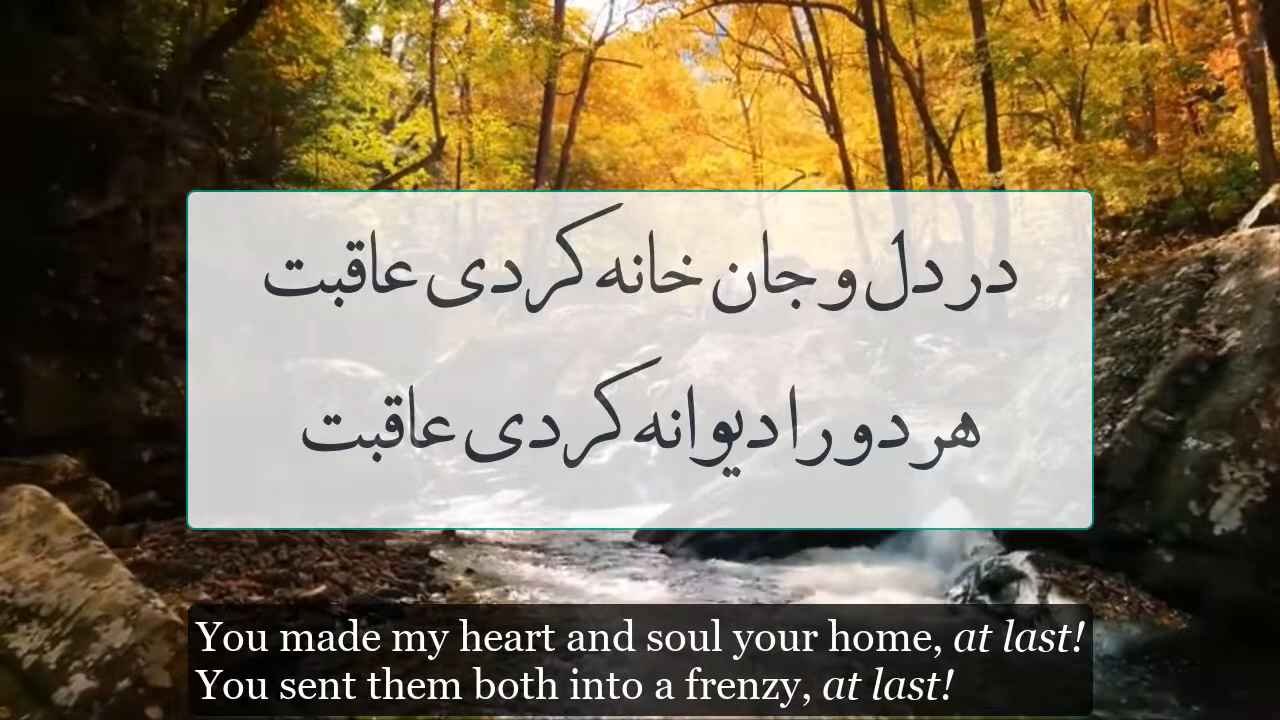 در دل و جان خانه کردی عاقبت
هر دو را دیوانه کردی عاقبت
You made my heart and soul your home, at last!
You sent them both into a frenzy, at last!